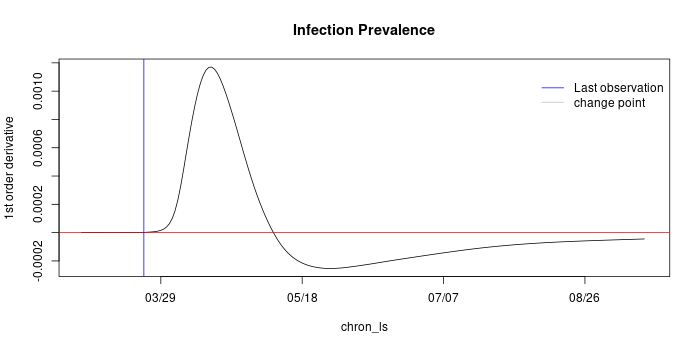 Infection Prevalence
1st order derivative
0.0010
0.0006
0.0002
-0.0002
Last observation
change point
03/29
05/18
07/07
08/26
chron_ls